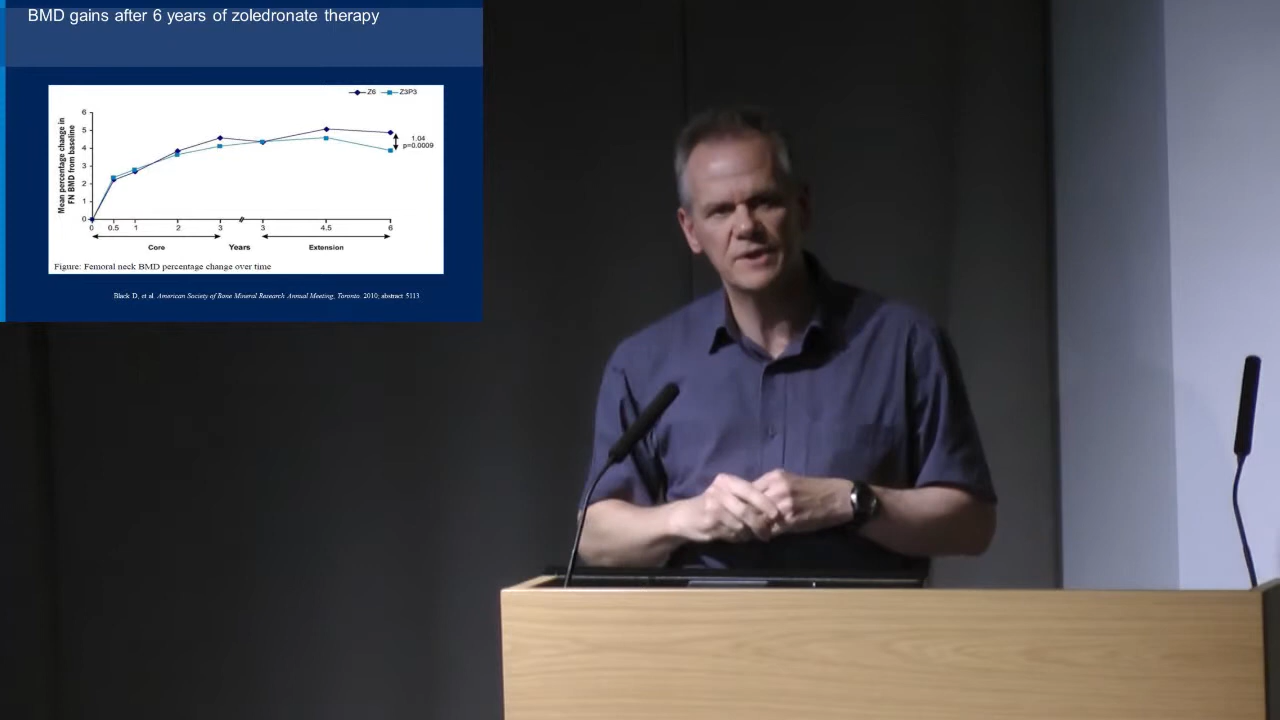 BMD gains after 6 years of zoledronate therapy
Z6 Z3P3
Mean percentage change in
FN BMD from baseline
6
5
4
3
2
1
0
1.04
p=0.0009
0 0.5 1 2 3 3 4.5 6
Core Years Extension
Figure: Femoral neck BMD percentage change over time
Black D, et al. American Society of Bone Mineral Research Annual Meeting, Toronto. 2010; abstract 5113